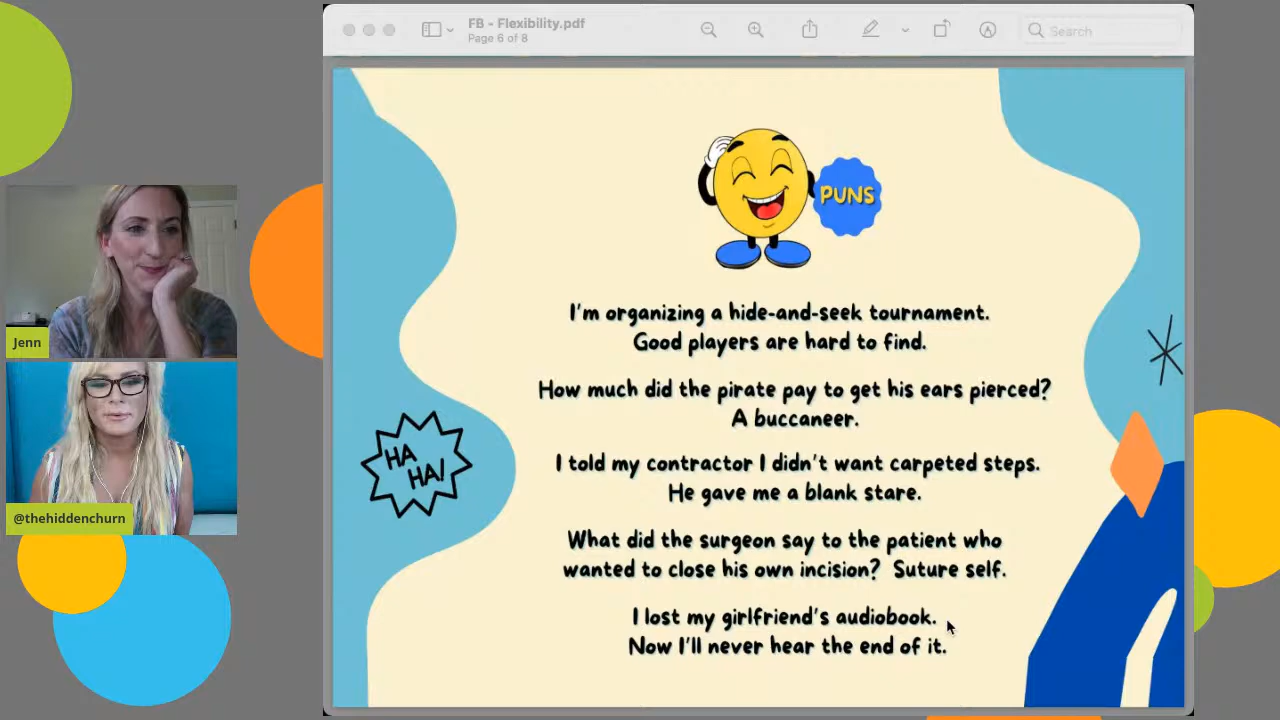 FB - Flexibility.pdf
Page 6 of 8
Search
PUNS
I'm organizing a hide-and-seek tournament.
Good players are hard to find.
How much did the pirate pay to get his ears pierced?
A buccaneer.
I told my contractor I didn't want carpeted steps.
He gave me a blank stare.
What did the surgeon say to the patient who
wanted to close his own incision?  Suture self.
I lost my girlfriend's audiobook.
Now I'll never hear the end of it.
HA
HA!
Jenn
@thehiddenchurn